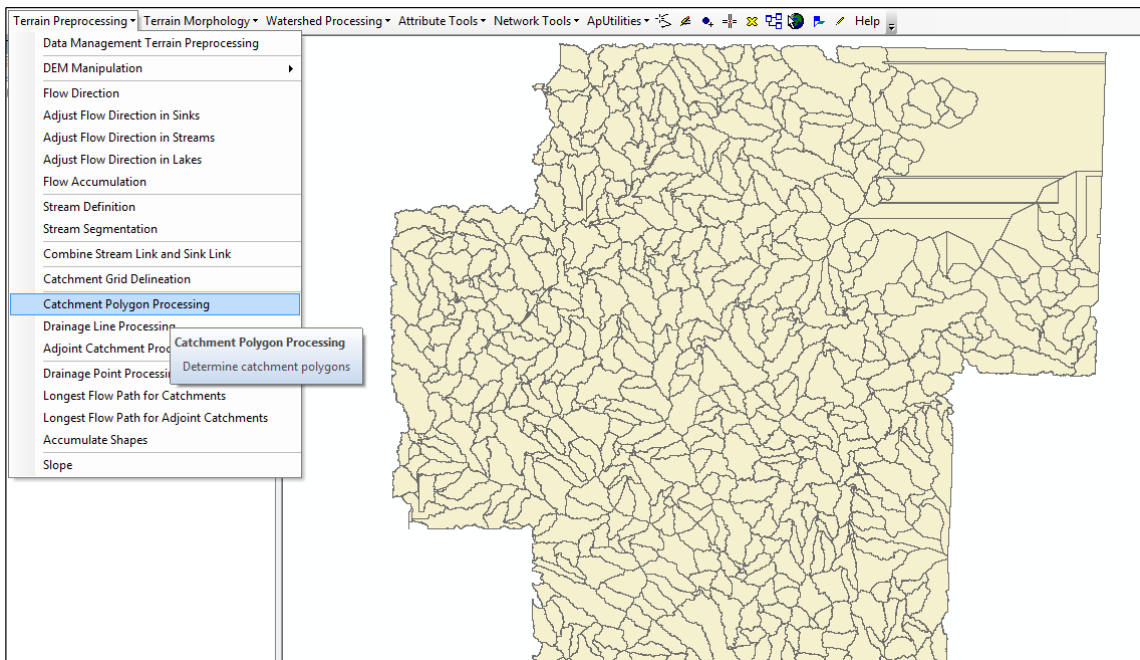 Terrain Preprocessing Terrain Morphology Watershed Processing Attribute Tools Network Tools ApUtilities Help
Data Management Terrain Preprocessing
DEM Manipulation
Flow Direction
Adjust Flow Direction in Sinks
Adjust Flow Direction in Streams
Adjust Flow Direction in Lakes
Flow Accumulation
Stream Definition
Stream Segmentation
Combine Stream Link and Sink Link
Catchment Grid Delineation
Catchment Polygon Processing
Drainage Line Processing
Adjoint Catchment Proc
Catchment Polygon Processing
Determine catchment polygons
Drainage Point Processin
Longest Flow Path for Catchments
Longest Flow Path for Adjoint Catchments
Accumulate Shapes
Slope